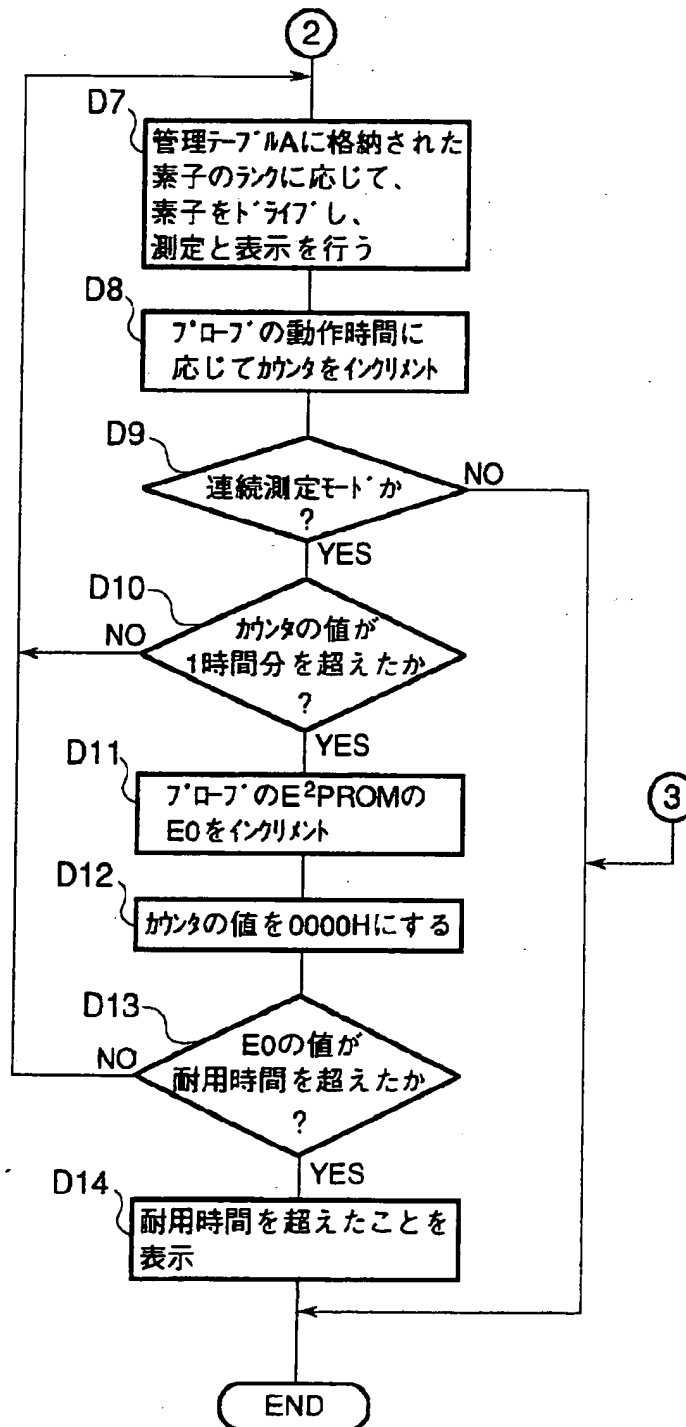 2
D7
管理テーブルAに格納された
素子のランクに応じて、
素子をドライブし、
測定と表示を行う
D8
プローブの動作時間に
応じてカウンタをインクリメント
D9
連続測定モードか
?
NO
YES
D10
カウンタの値が
1時間分を超えたか
?
NO
YES
D11
プローブのE²PROMの
E0をインクリメント
3
D12
カウンタの値を0000Hにする
D13
E0の値が
耐用時間を超えたか
?
NO
YES
D14
耐用時間を超えたことを
表示
END